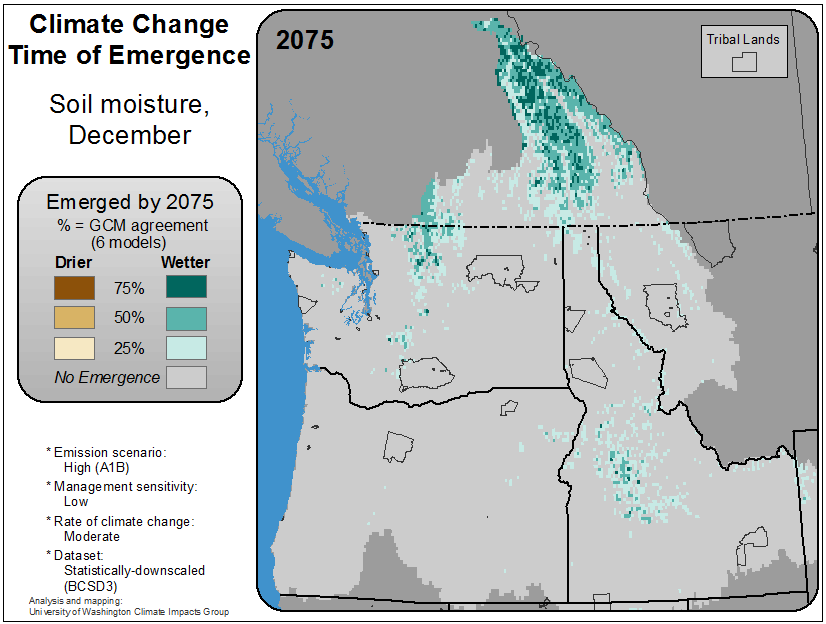 Climate Change
Time of Emergence
Soil moisture,
December
Emerged by 2075
% = GCM agreement
(6 models)
Drier
Wetter
75%
50%
25%
No Emergence
* Emission scenario:
High (A1B)
* Management sensitivity:
Low
* Rate of climate change:
Moderate
* Dataset:
Statistically-downscaled
(BCSD3)
Analysis and mapping:
University of Washington Climate Impacts Group
2075
Tribal Lands